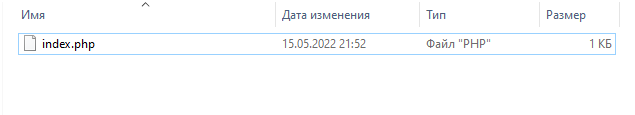 Имя Дата изменения Тип Размер
index.php 15.05.2022 21:52 Файл "PHP" 1 КБ